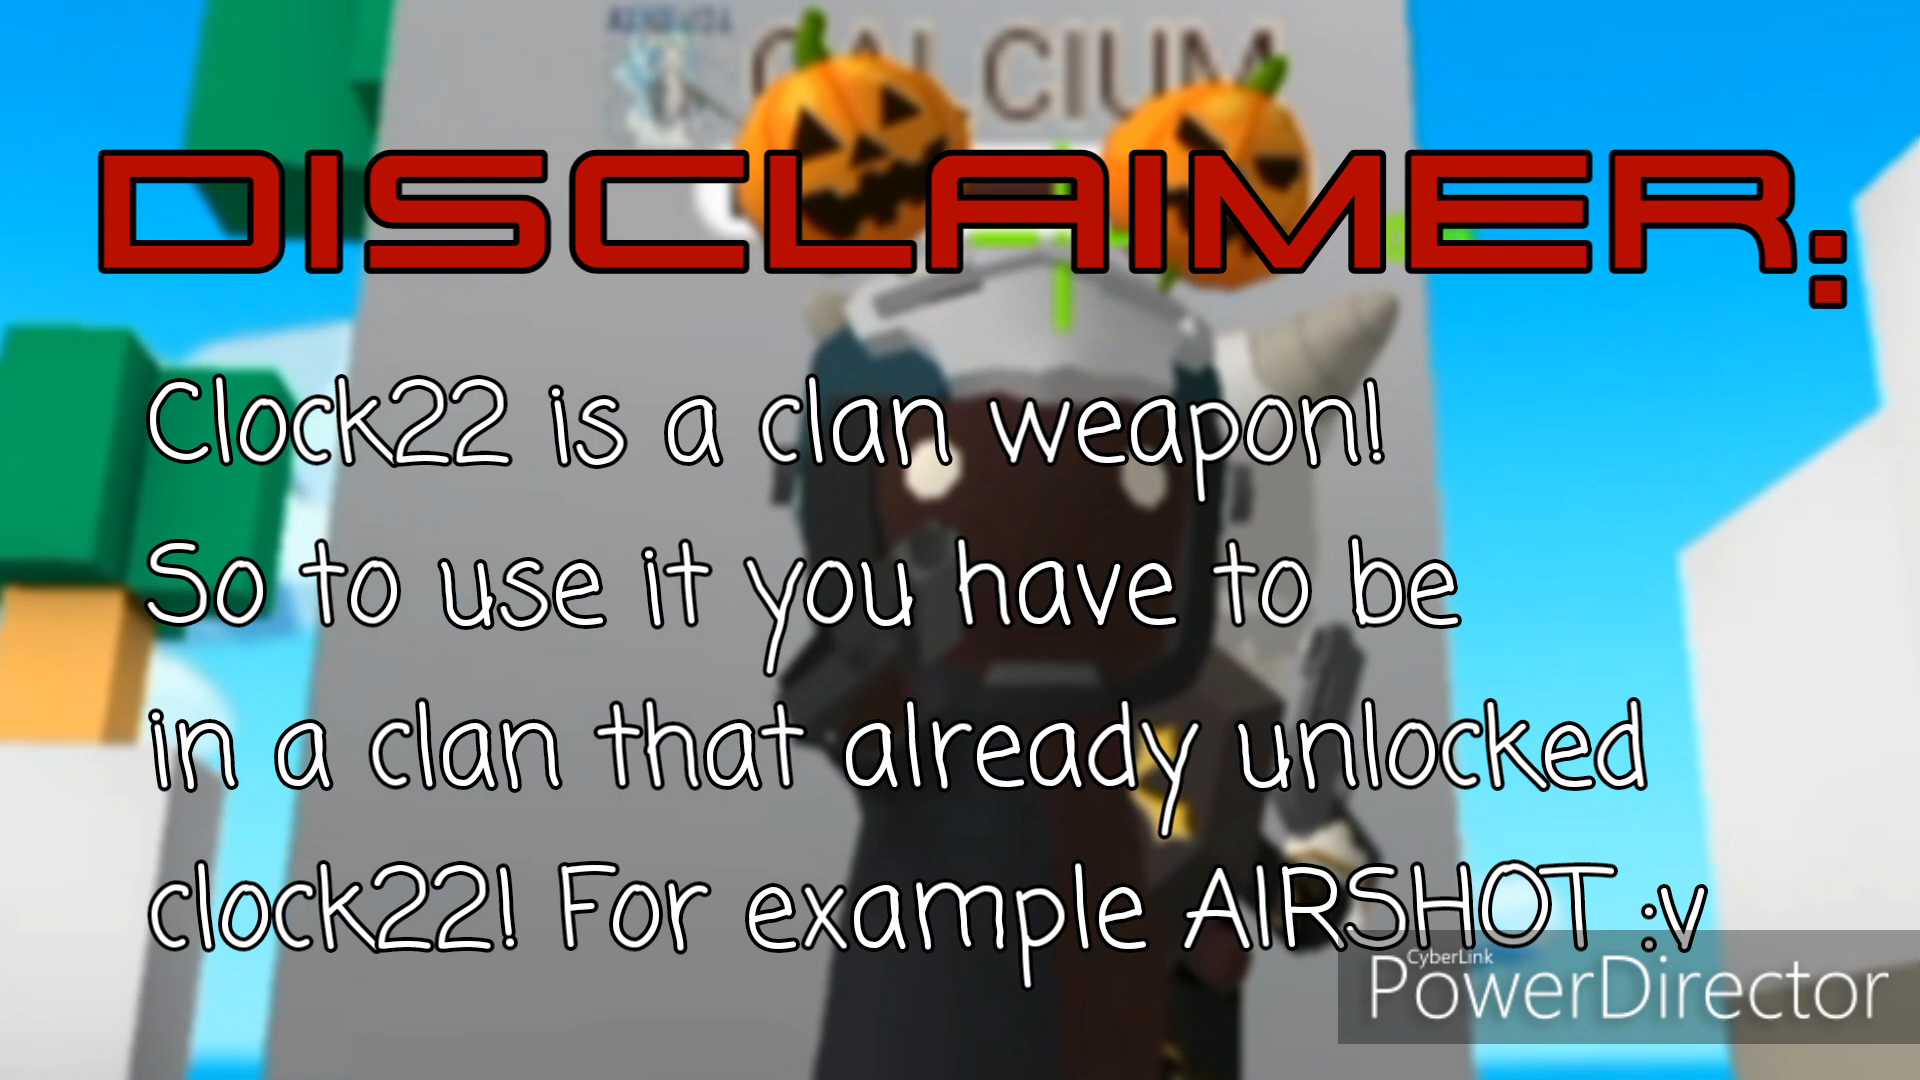 CALCIUM
DISCLAIMER:
Clock22 is a clan weapon!
So to use it you have to be
in a clan that already unlocked
clock22! For example AIRSHOT :v
CyberLink
PowerDirector